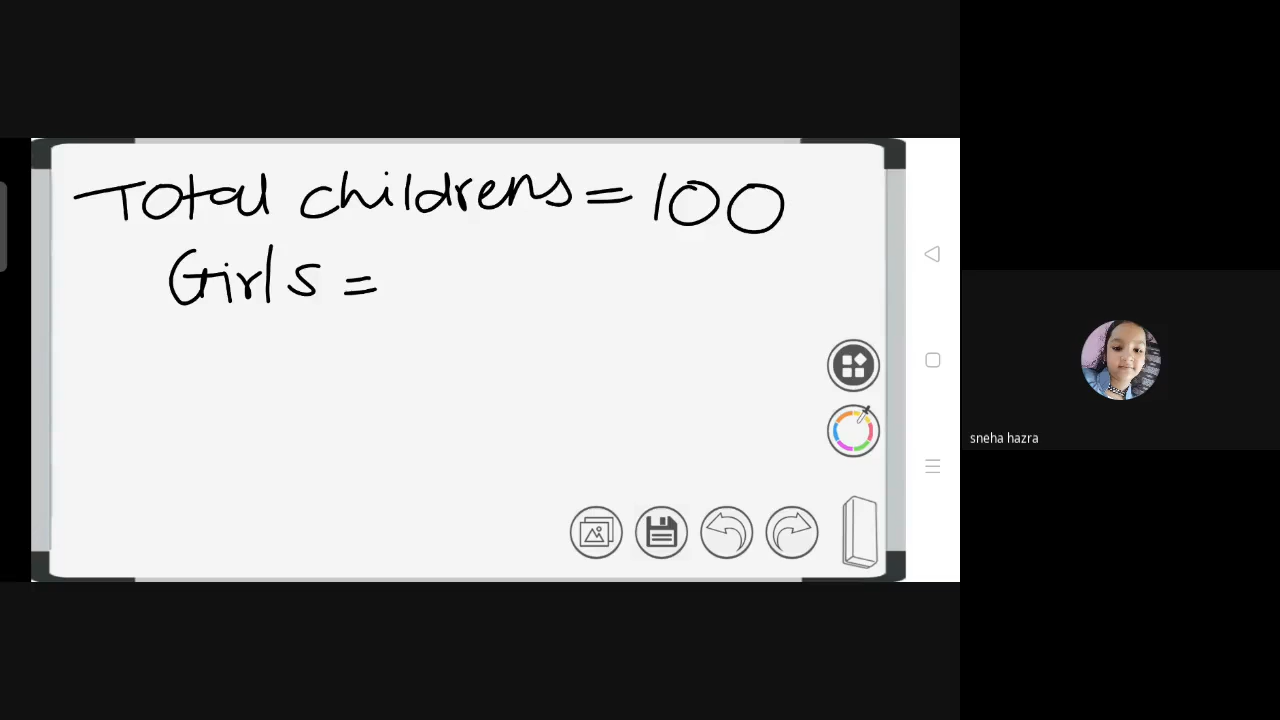 Total childrens = 100
Girls =
sneha hazra